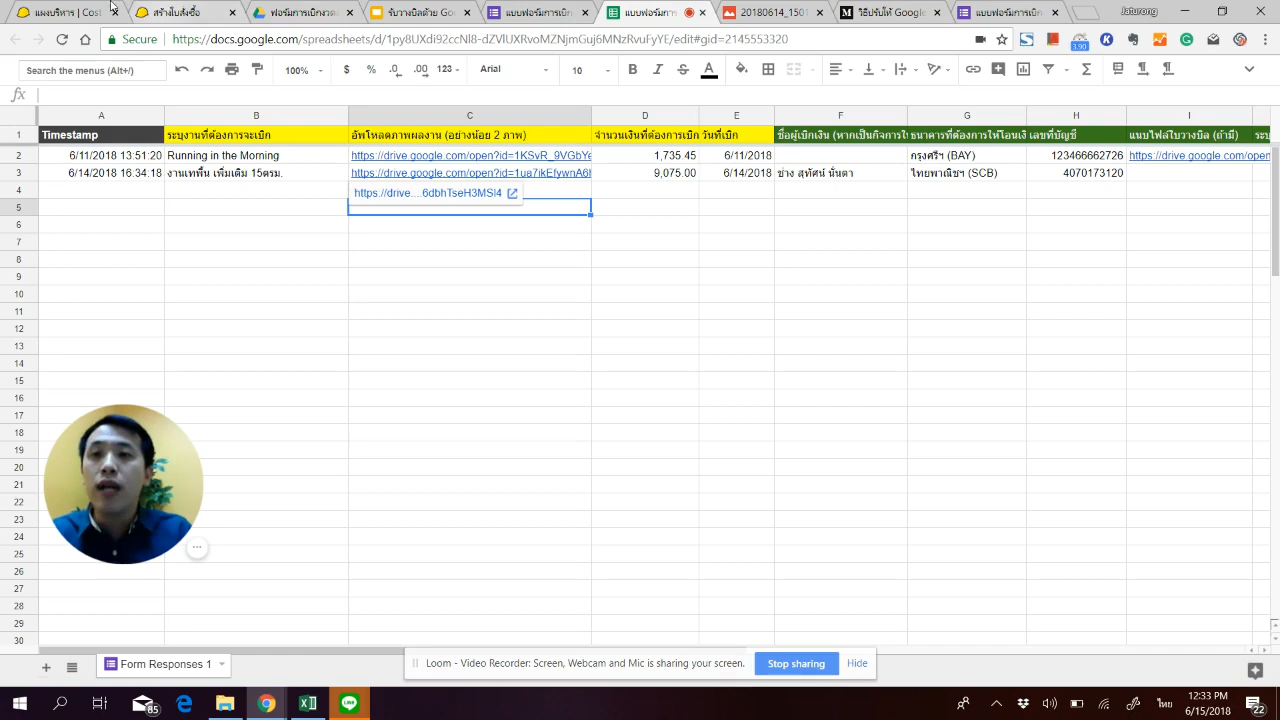 แผงบริหาร | Cos
สร้างใบสั่งซื้อ
แบบฟอร์มการเบิกงวด
รับวางบิลด้วย Go
แบบฟอร์มการเบิก
แบบฟอร์มการ
20180614_150
วิธีปรับให้ Google
แบบฟอร์มการเบิก
Jaturong
Secure
https://docs.google.com/spreadsheets/d/1py8UXdi92ccNl8-dZVlUXRvoMZNjmGuj6MNzRvuFyYE/edit#gid=2145553320
3.90
Search the menus (Alt+/)
100%
$ % .0 .00 123
Arial
10
B I S A
fx
A B C D E F G H I
1 Timestamp ระบุงานที่ต้องการจะเบิก อัพโหลดภาพผลงาน (อย่างน้อย 2 ภาพ) จำนวนเงินที่ต้องการเบิก วันที่เบิก ชื่อผู้เบิกเงิน (หากเป็นกิจการใ ธนาคารที่ต้องการให้โอนเงิ เลขที่บัญชี แนบไฟล์ใบวางบิล (ถ้ามี) ระบ
2 6/11/2018 13:51:20 Running in the Morning https://drive.google.com/open?id=1KSvR_9VGbYe 1,735.45 6/11/2018 กรุงศรีฯ (BAY) 123466662726 https://drive.google.com/open
3 6/14/2018 16:34:18 งานเทพื้น เพิ่มเติม 15ตรม. https://drive.google.com/open?id=1ua7ikEfywnA6h 9,075.00 6/14/2018 ช่าง สุทัศน์ นันตา ไทยพาณิชฯ (SCB) 4070173120
4 https://drive....6dbhTseH3MSI4
5
6
7
8
9
10
11
12
13
14
15
16
17
18
19
20
21
22
23
24
25
26
27
28
29
30
Form Responses 1
Loom - Video Recorder: Screen, Webcam and Mic is sharing your screen.
Stop sharing
Hide
85
LINE
ไทย
12:33 PM
6/15/2018
22